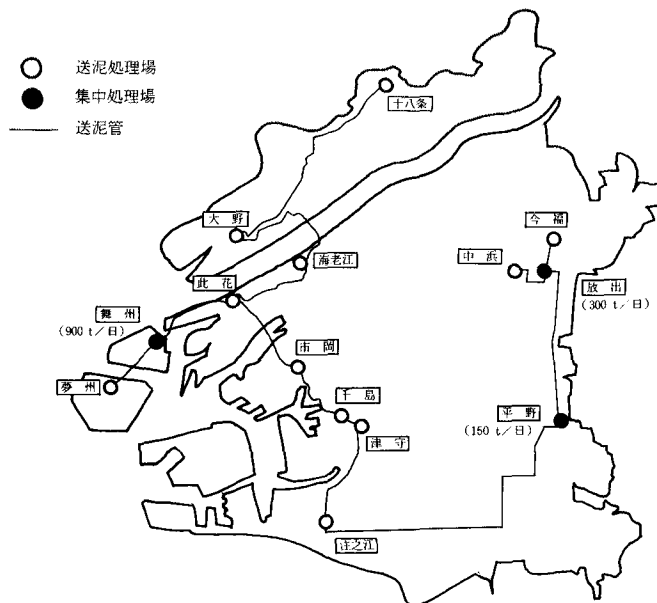 送泥処理場
集中処理場
送泥管
十八条
大野
海老江
今福
中浜
放出
(300 t/日)
此花
舞州
(900 t/日)
夢州
市岡
千島
津守
平野
(150 t/日)
住之江